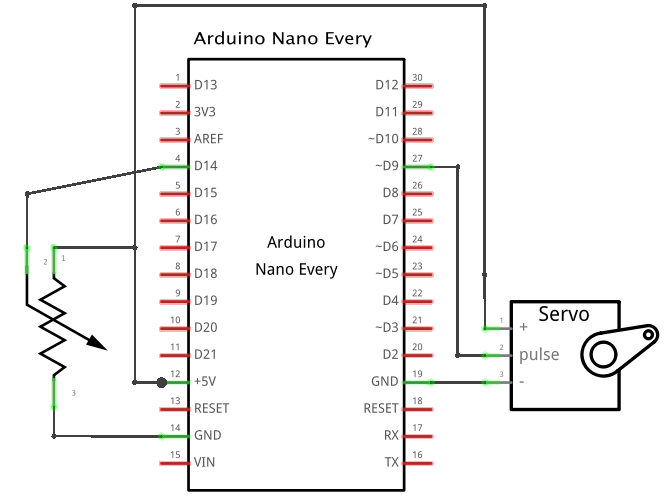 Arduino Nano Every
1 D13 D12 30
2 3V3 D11 29
3 AREF ~D10 28
4 D14 ~D9 27
5 D15 D8 26
6 D16 D7 25
2 1 7 D17 ~D6 24
Arduino
Nano Every
8 D18 ~D5 23
9 D19 D4 22
Servo
10 D20 ~D3 21 1 +
11 D21 D2 20 2 pulse
3 12 +5V GND 19 3 -
13 RESET RESET 18
14 GND RX 17
15 VIN TX 16